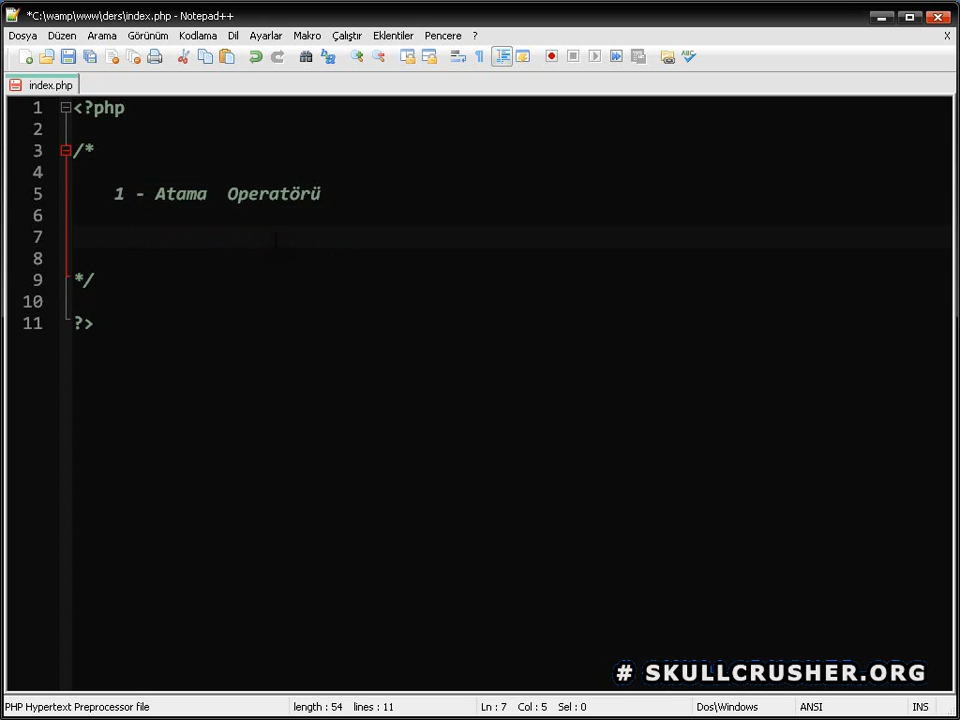 *C:\wamp\www\ders\index.php - Notepad++
Dosya Düzen Arama Görünüm Kodlama Dil Ayarlar Makro Çalıştır Eklentiler Pencere ? X
index.php
1 <?php
2
3 /*
4
5 1 - Atama Operatörü
6
7
8
9 */
10
11 ?>
# SKULLCRUSHER.ORG
PHP Hypertext Preprocessor file length : 54 lines : 11 Ln : 7 Col : 5 Sel : 0 Dos\Windows ANSI INS